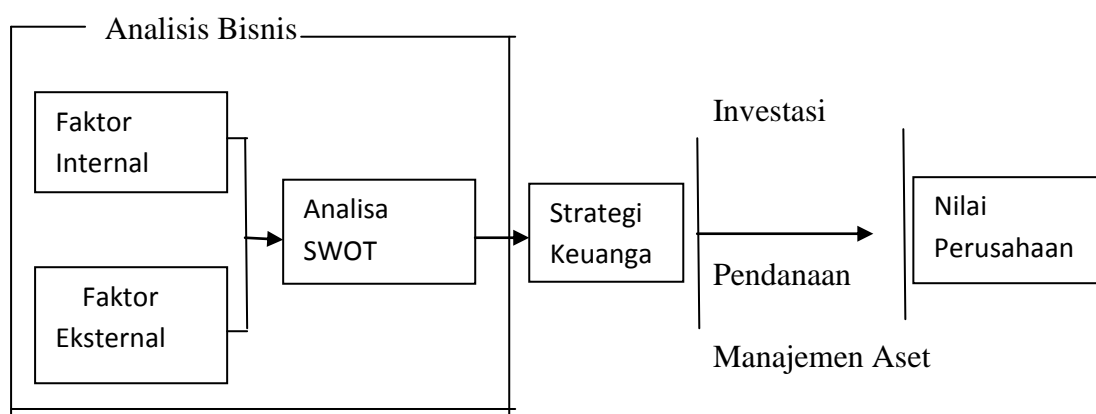 Analisis Bisnis
Faktor
Internal
Faktor
Eksternal
Analisa
SWOT
Strategi
Keuanga
Investasi
Pendanaan
Manajemen Aset
Nilai
Perusahaan